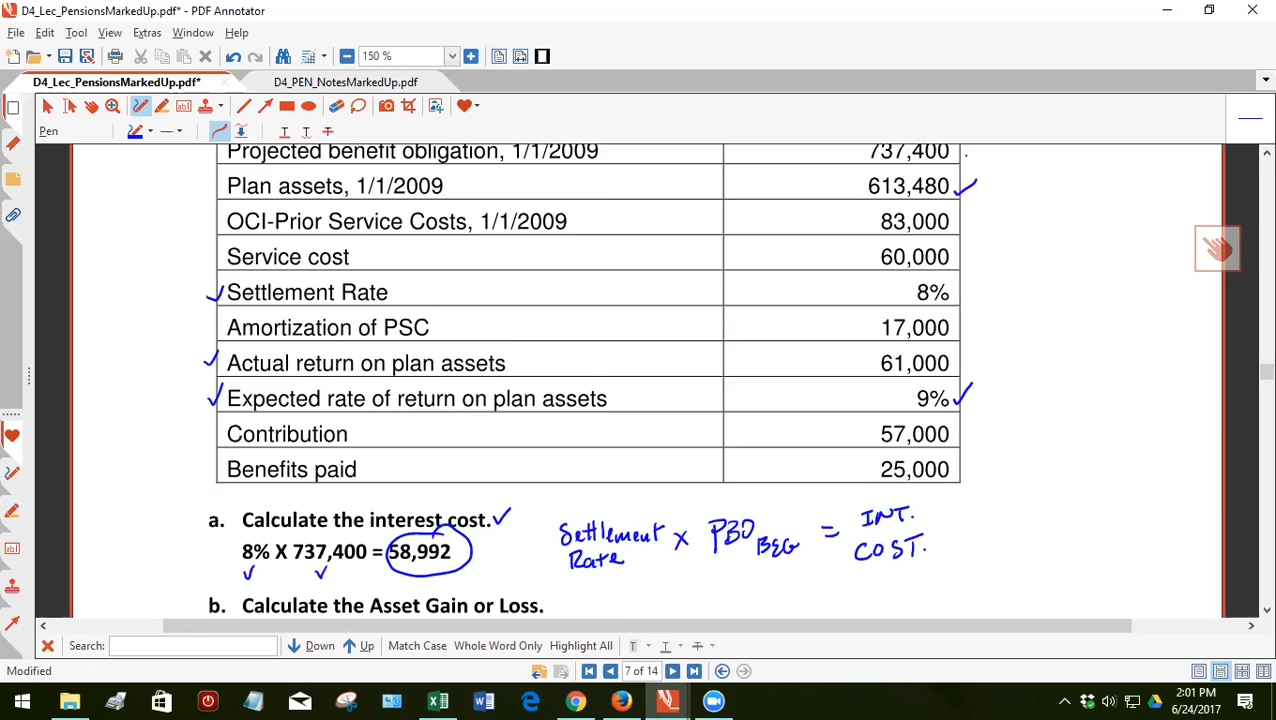 D4_Lec_PensionsMarkedUp.pdf* - PDF Annotator
File Edit Tool View Extras Window Help
150 %
D4_Lec_PensionsMarkedUp.pdf* D4_PEN_NotesMarkedUp.pdf
Pen
Projected benefit obligation, 1/1/2009 737,400
Plan assets, 1/1/2009 613,480
OCI-Prior Service Costs, 1/1/2009 83,000
Service cost 60,000
Settlement Rate 8%
Amortization of PSC 17,000
Actual return on plan assets 61,000
Expected rate of return on plan assets 9%
Contribution 57,000
Benefits paid 25,000
a. Calculate the interest cost.
8% X 737,400 = 58,992
Settlement Rate X PBO BEG = INT. COST.
b. Calculate the Asset Gain or Loss.
Search: Down Up Match Case Whole Word Only Highlight All
Modified 7 of 14
2:01 PM
6/24/2017